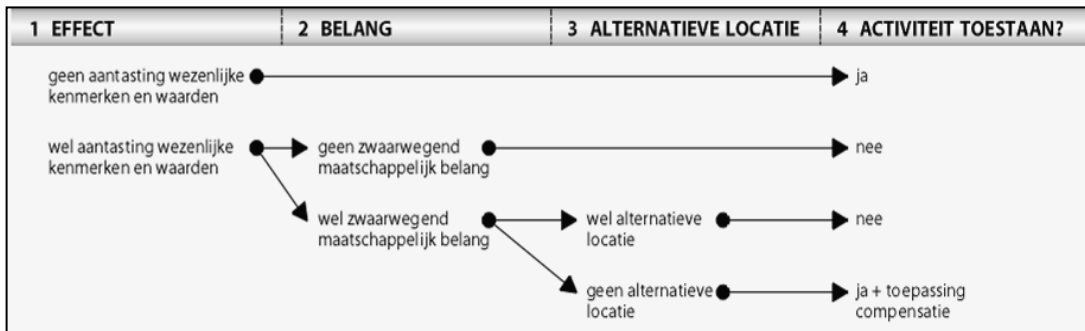 1 EFFECT 2 BELANG 3 ALTERNATIEVE LOCATIE 4 ACTIVITEIT TOESTAAN?
geen aantasting wezenlijke ja
kenmerken en waarden
wel aantasting wezenlijke geen zwaarwegend nee
kenmerken en waarden maatschappelijk belang
wel zwaarwegend wel alternatieve nee
maatschappelijk belang locatie
geen alternatieve ja + toepassing
locatie compensatie